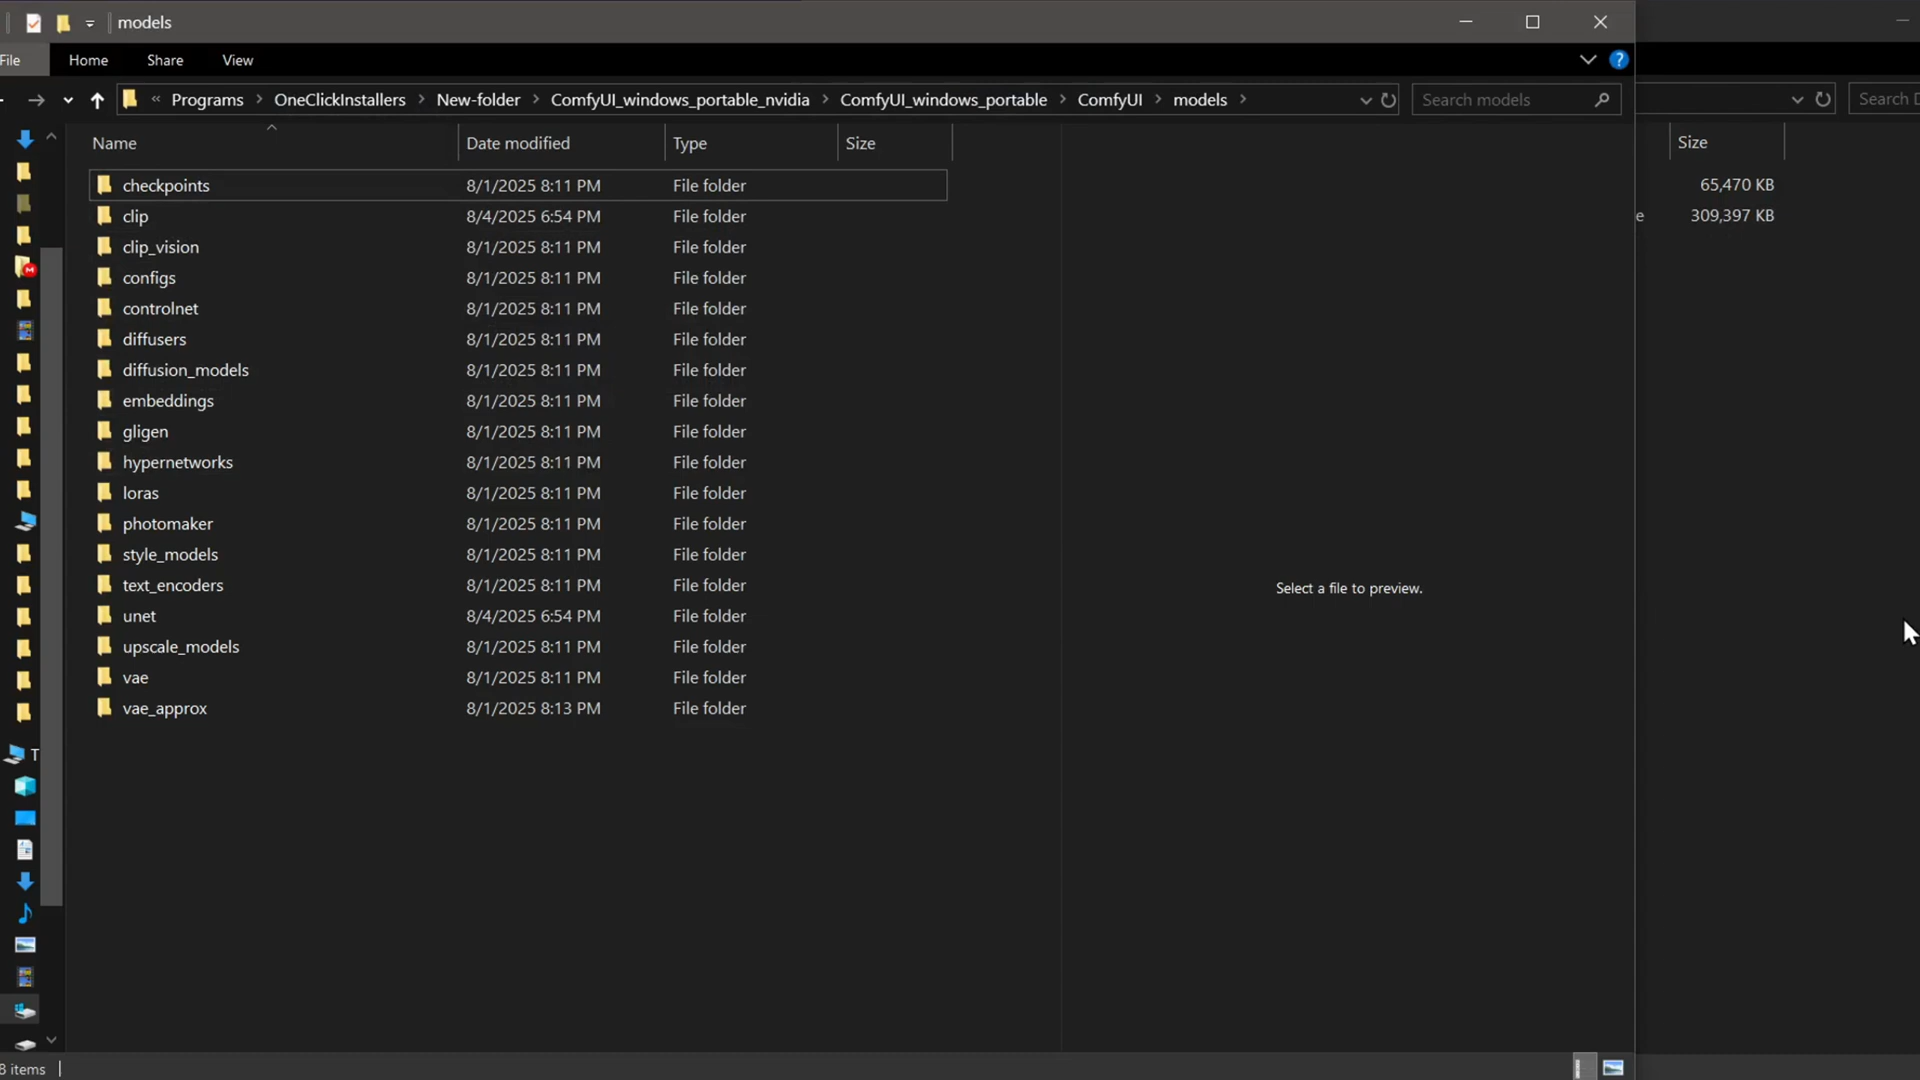 models
File Home Share View
« Programs > OneClickInstallers > New-folder > ComfyUI_windows_portable_nvidia > ComfyUI_windows_portable > ComfyUI > models > Search models Search D
Name Date modified Type Size Size
checkpoints 8/1/2025 8:11 PM File folder 65,470 KB
clip 8/4/2025 6:54 PM File folder e 309,397 KB
clip_vision 8/1/2025 8:11 PM File folder
configs 8/1/2025 8:11 PM File folder
controlnet 8/1/2025 8:11 PM File folder
diffusers 8/1/2025 8:11 PM File folder
diffusion_models 8/1/2025 8:11 PM File folder
embeddings 8/1/2025 8:11 PM File folder
gligen 8/1/2025 8:11 PM File folder
hypernetworks 8/1/2025 8:11 PM File folder
loras 8/1/2025 8:11 PM File folder
photomaker 8/1/2025 8:11 PM File folder
style_models 8/1/2025 8:11 PM File folder
text_encoders 8/1/2025 8:11 PM File folder
unet 8/4/2025 6:54 PM File folder
upscale_models 8/1/2025 8:11 PM File folder
vae 8/1/2025 8:11 PM File folder
vae_approx 8/1/2025 8:13 PM File folder
Select a file to preview.
T
8 items